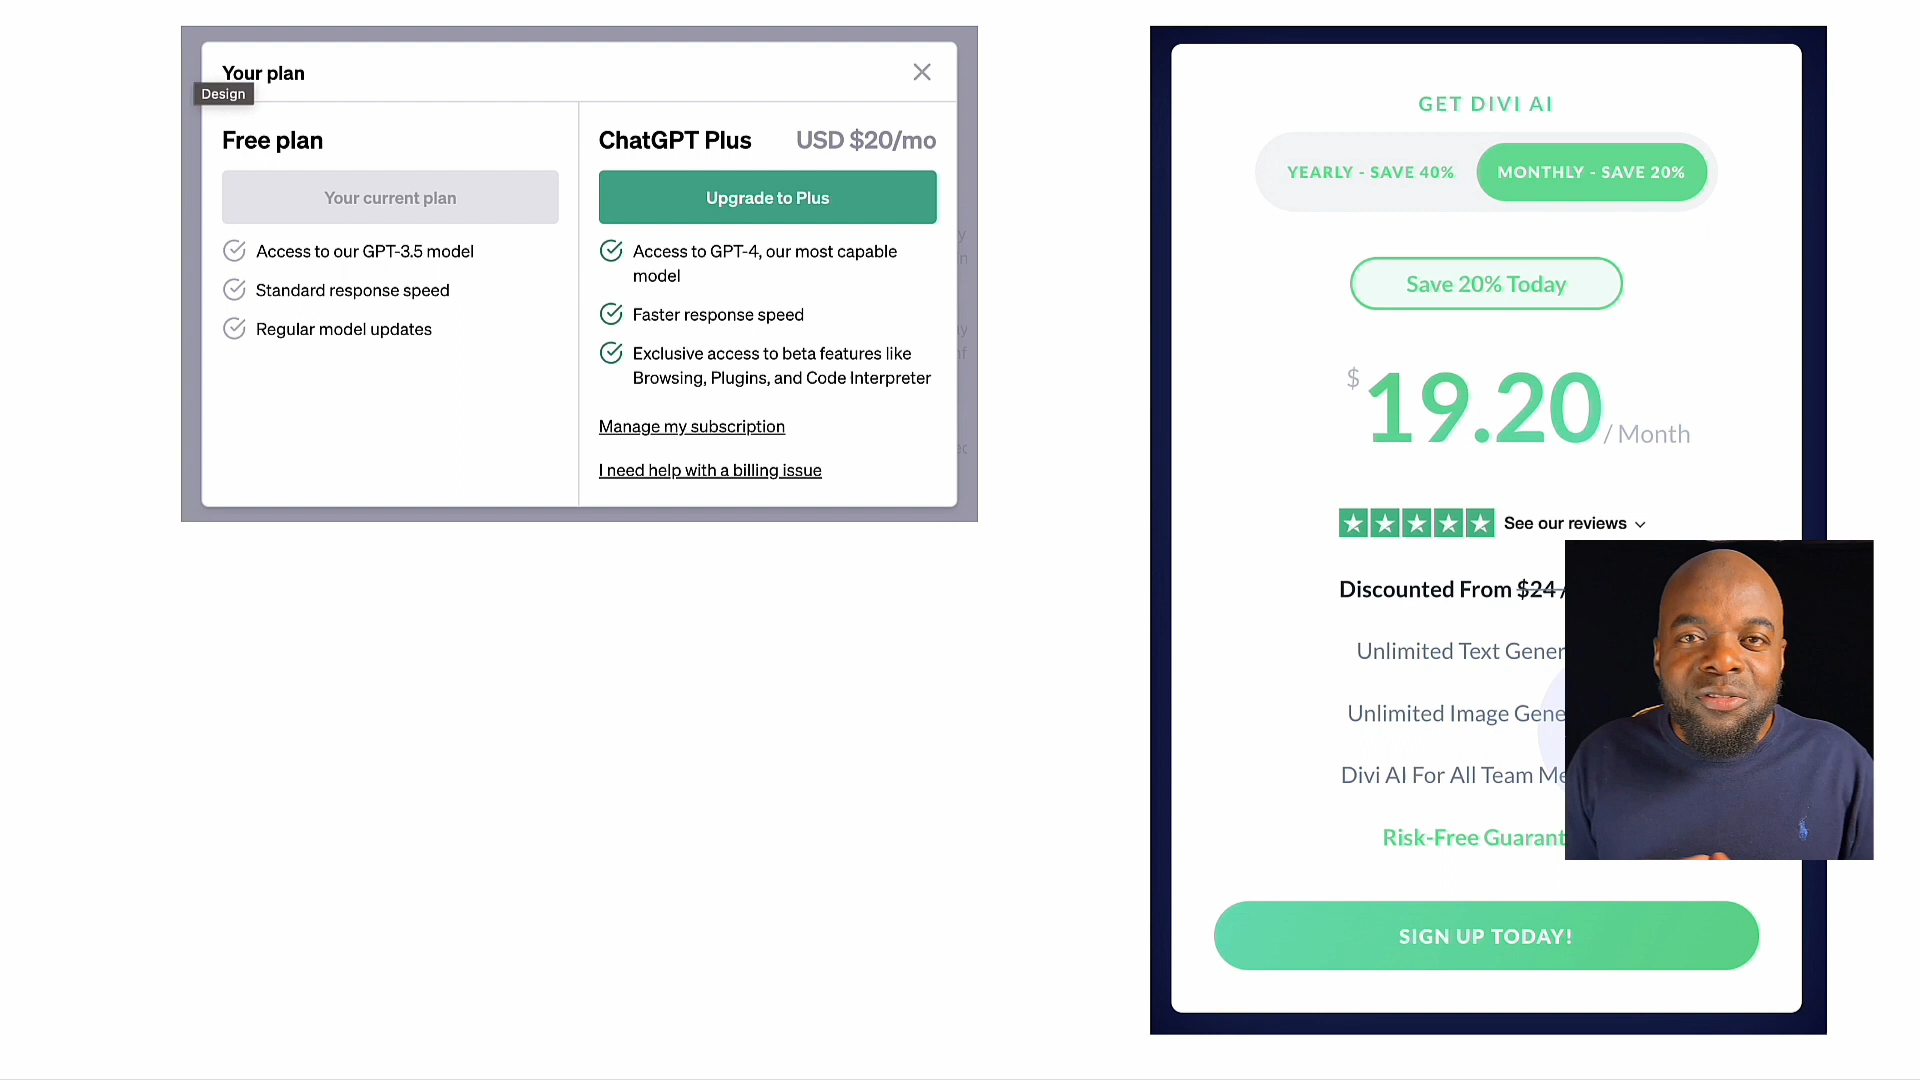 Your plan
Design
Free plan
Your current plan
Access to our GPT-3.5 model
Standard response speed
Regular model updates
ChatGPT Plus USD $20/mo
Upgrade to Plus
Access to GPT-4, our most capable
model
Faster response speed
Exclusive access to beta features like
Browsing, Plugins, and Code Interpreter
Manage my subscription
I need help with a billing issue
GET DIVI AI
YEARLY - SAVE 40% MONTHLY - SAVE 20%
Save 20% Today
$19.20/ Month
See our reviews
Discounted From $24/
Unlimited Text Gener
Unlimited Image Gene
Divi AI For All Team Me
Risk-Free Guarant
SIGN UP TODAY!